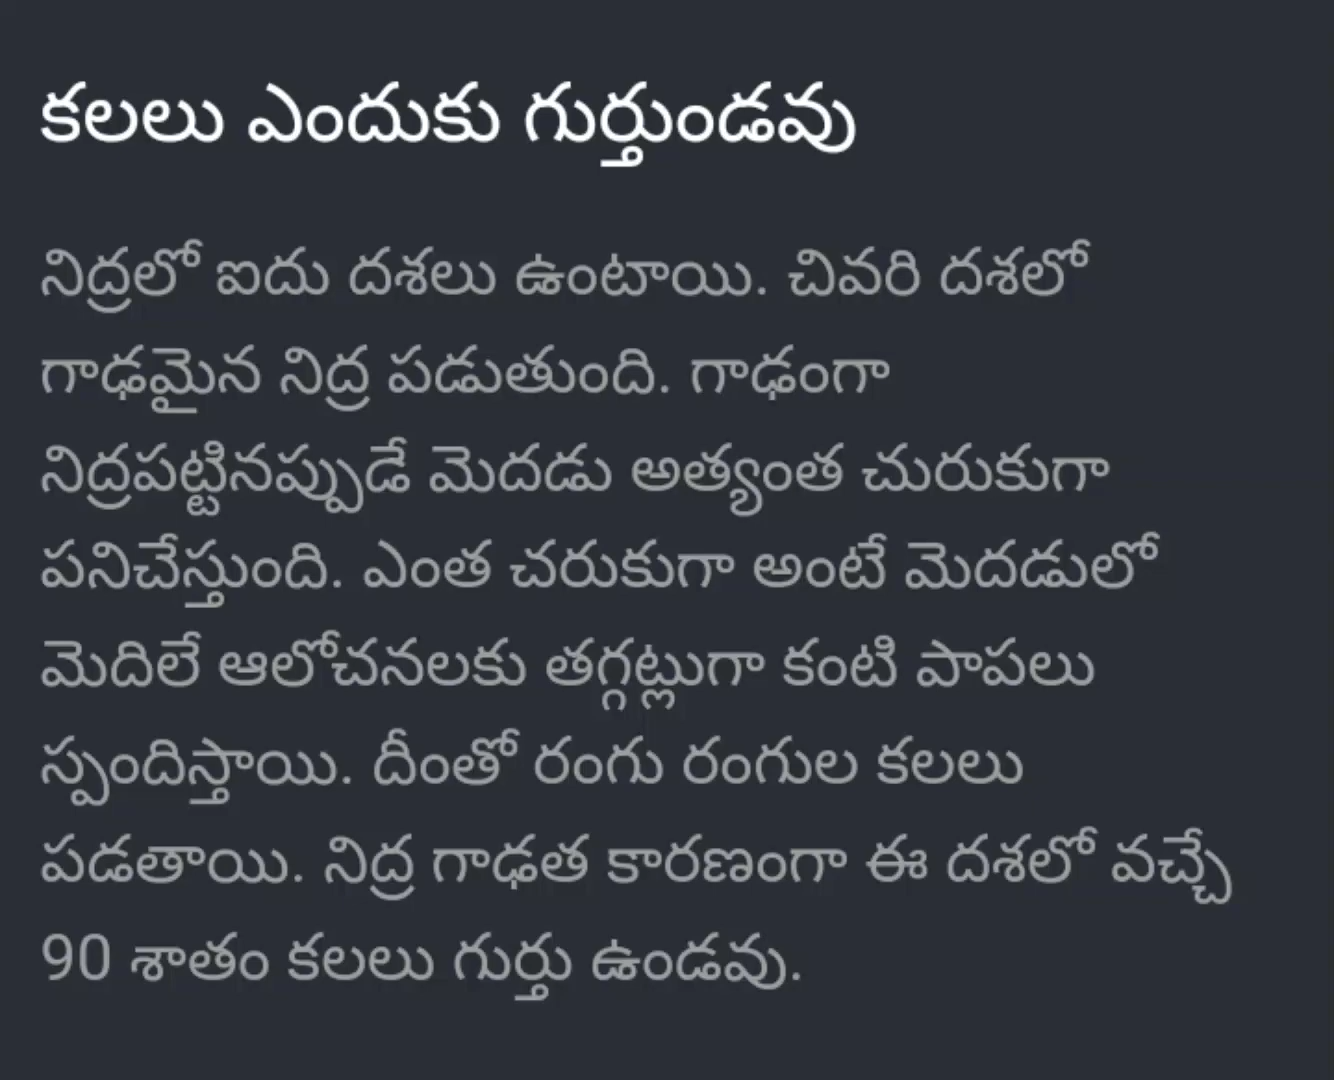 కలలు ఎందుకు గుర్తుండవు
నిద్రలో ఐదు దశలు ఉంటాయి. చివరి దశలో
గాఢమైన నిద్ర పడుతుంది. గాఢంగా
నిద్రపట్టినప్పుడే మెదడు అత్యంత చురుకుగా
పనిచేస్తుంది. ఎంత చరుకుగా అంటే మెదడులో
మెదిలే ఆలోచనలకు తగ్గట్లుగా కంటి పాపలు
స్పందిస్తాయి. దీంతో రంగు రంగుల కలలు
పడతాయి. నిద్ర గాఢత కారణంగా ఈ దశలో వచ్చే
90 శాతం కలలు గుర్తు ఉండవు.